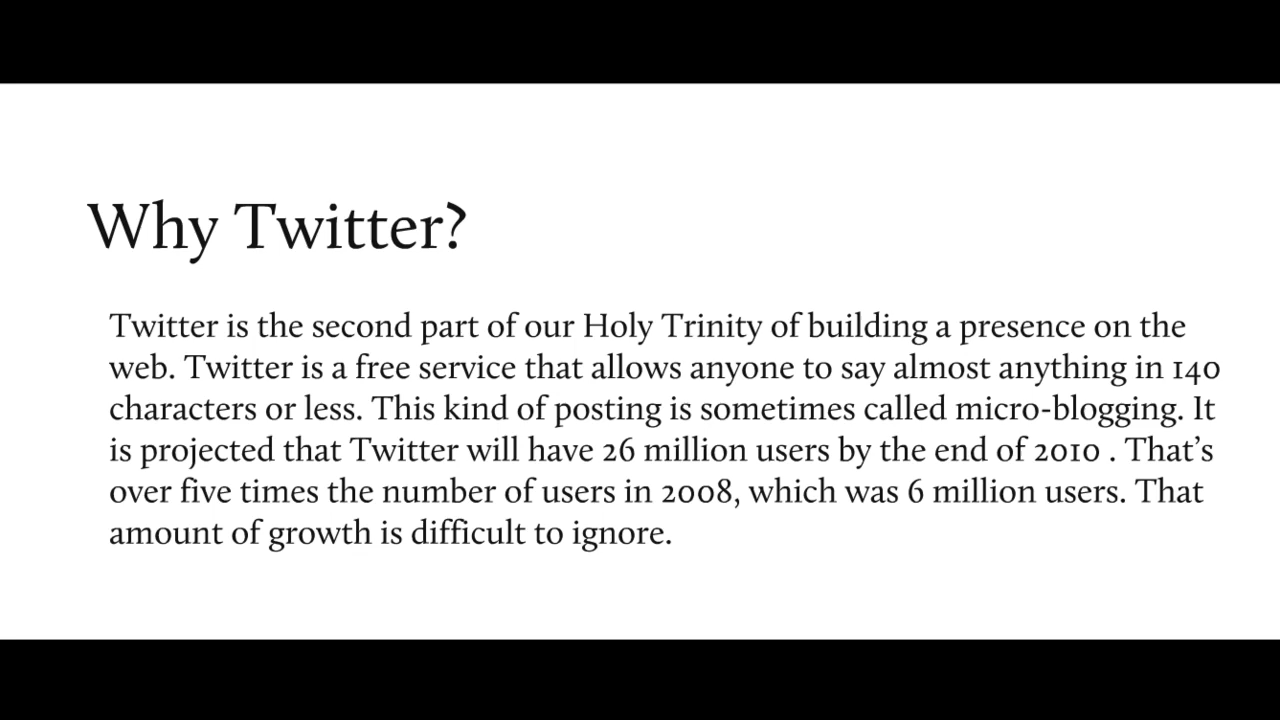 Why Twitter?
Twitter is the second part of our Holy Trinity of building a presence on the
web. Twitter is a free service that allows anyone to say almost anything in 140
characters or less. This kind of posting is sometimes called micro-blogging. It
is projected that Twitter will have 26 million users by the end of 2010 . That’s
over five times the number of users in 2008, which was 6 million users. That
amount of growth is difficult to ignore.